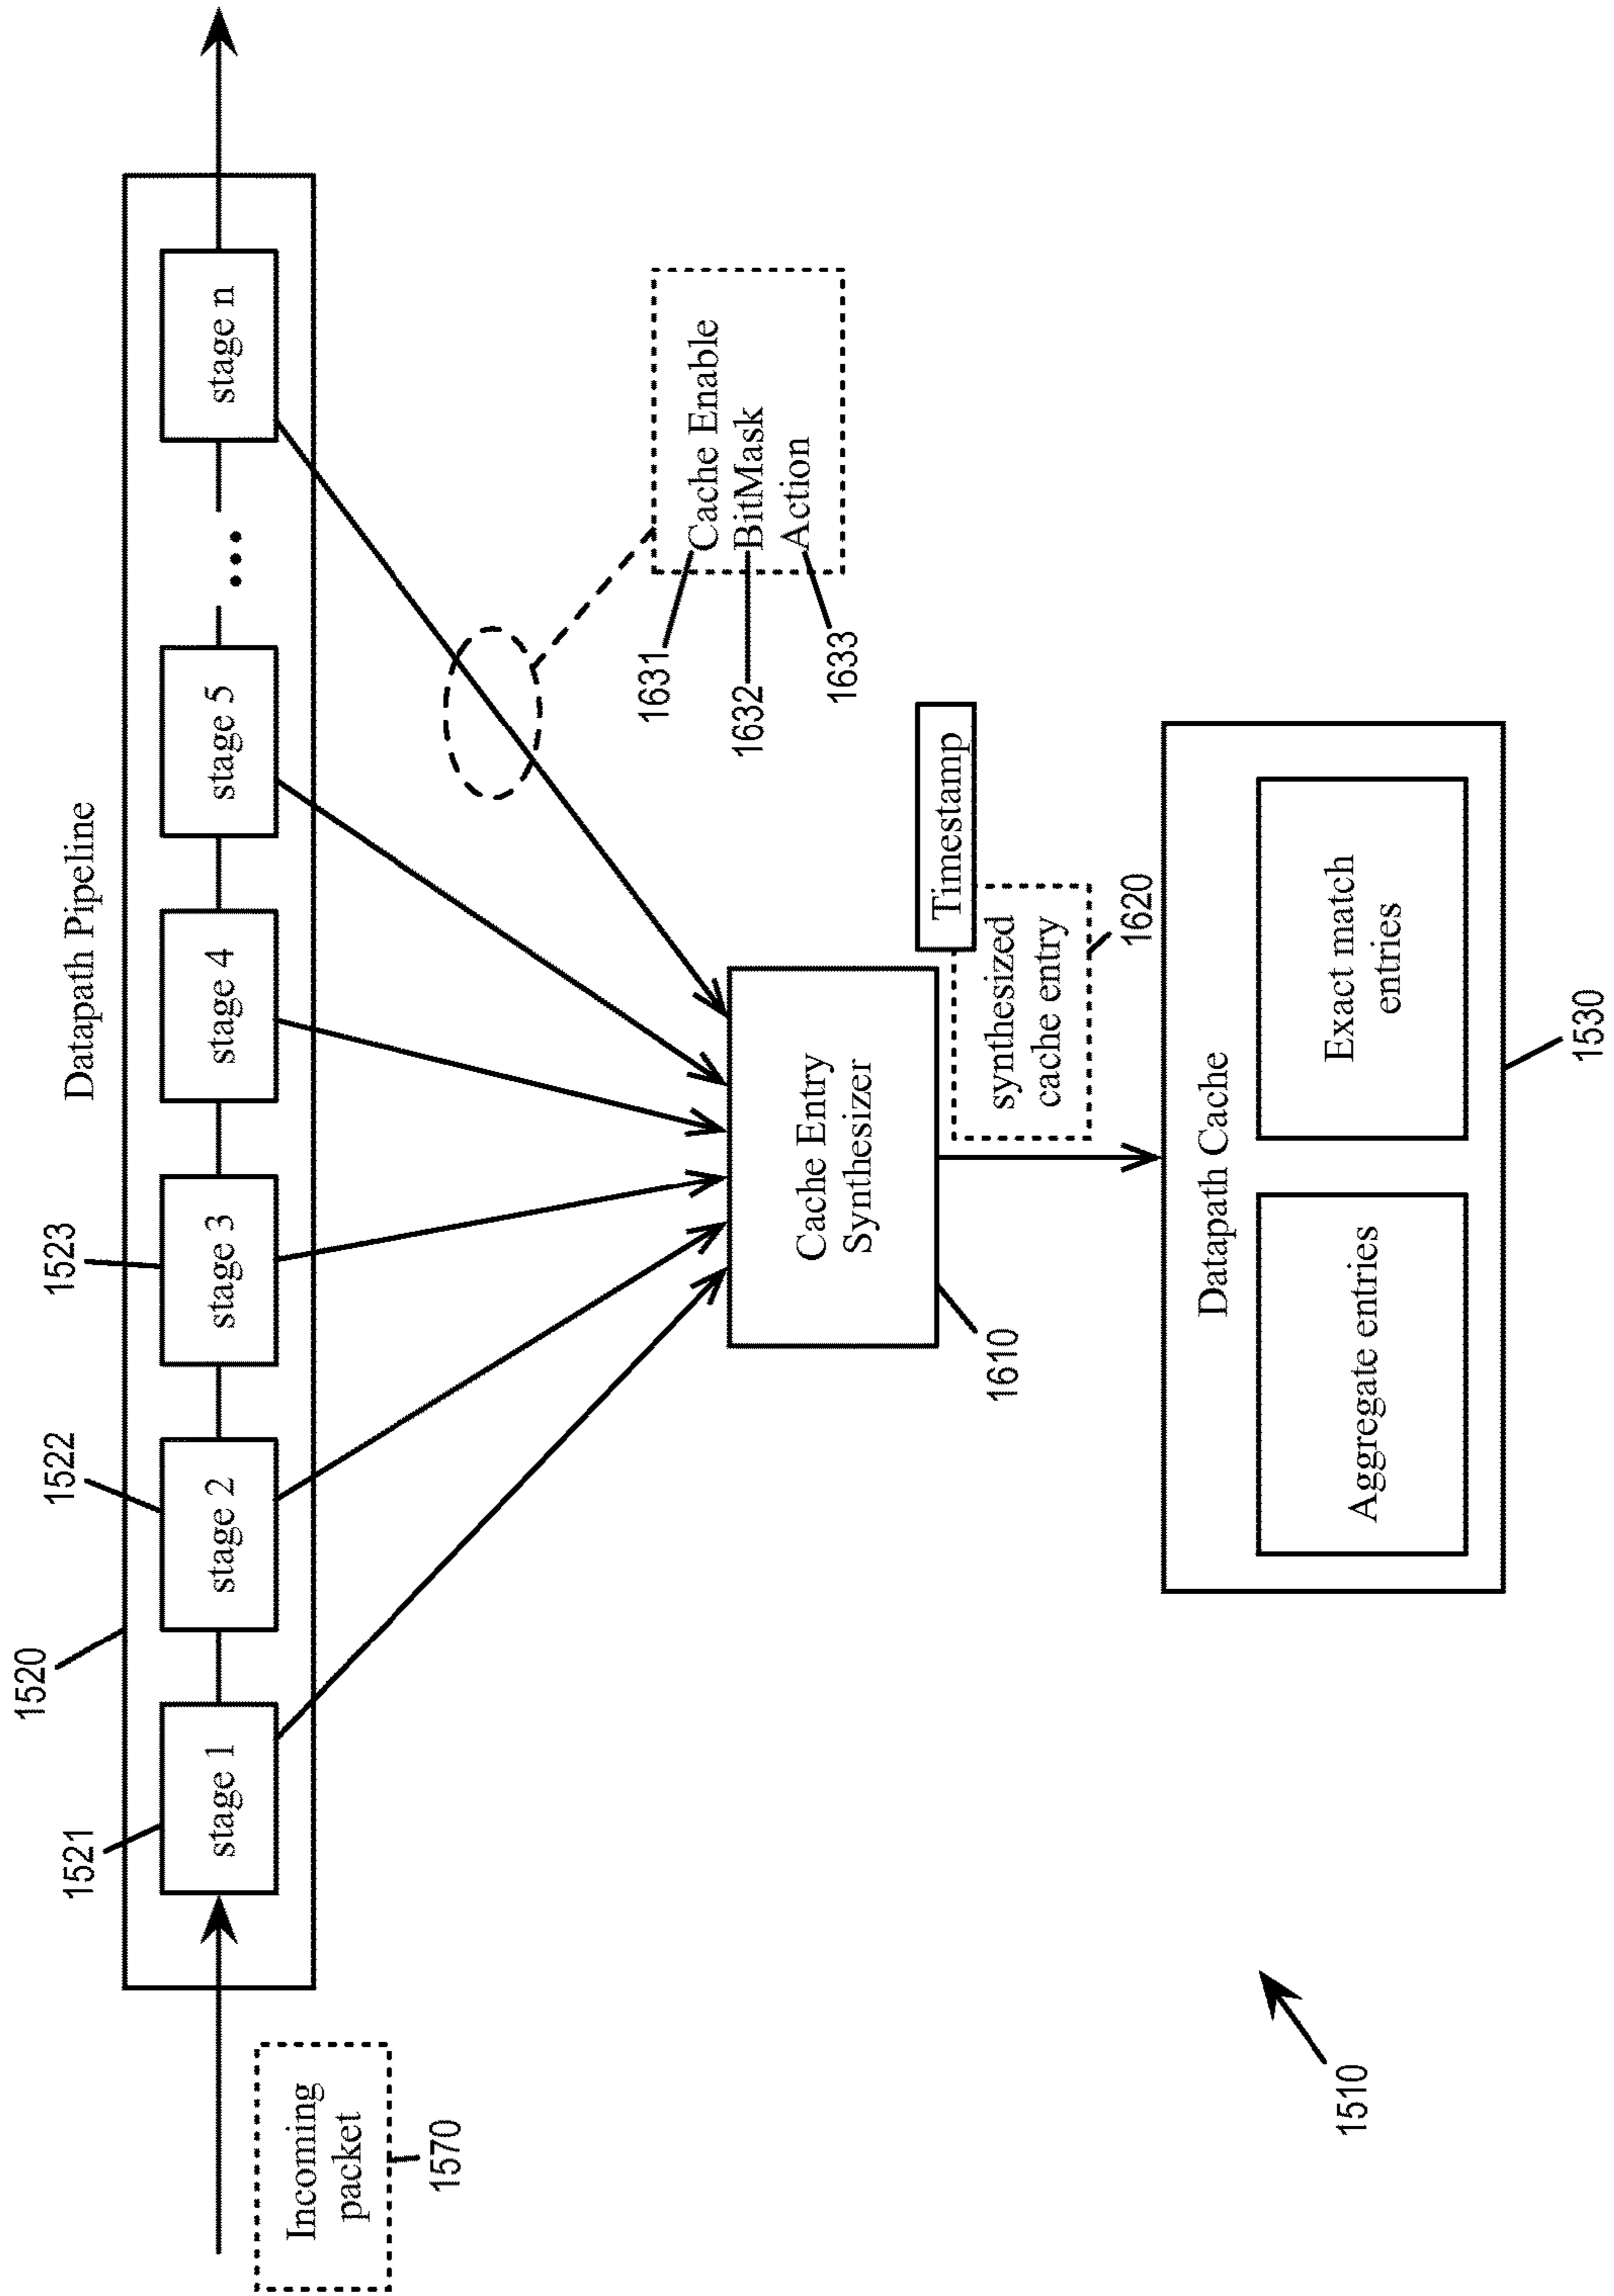 Datapath Pipeline
1520
1521
1522
1523
stage 1
stage 2
stage 3
stage 4
stage 5
...
stage n
Incoming
packet
1570
Cache Enable
BitMask
Action
1631
1632
1633
Cache Entry
Synthesizer
1610
Timestamp
synthesized
cache entry
1620
Datapath Cache
Aggregate entries
Exact match
entries
1530
1510